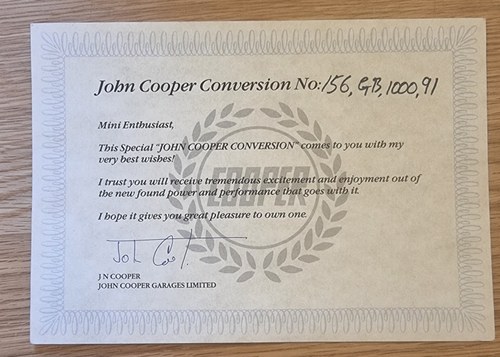 John Cooper Conversion No: 156, GB, 1000, 91
Mini Enthusiast,
This Special "JOHN COOPER CONVERSION" comes to you with my
very best wishes!
COOPER
I trust you will receive tremendous excitement and enjoyment out of
the new found power and performance that goes with it.
I hope it gives you great pleasure to own one.
John Cooper
J N COOPER
JOHN COOPER GARAGES LIMITED